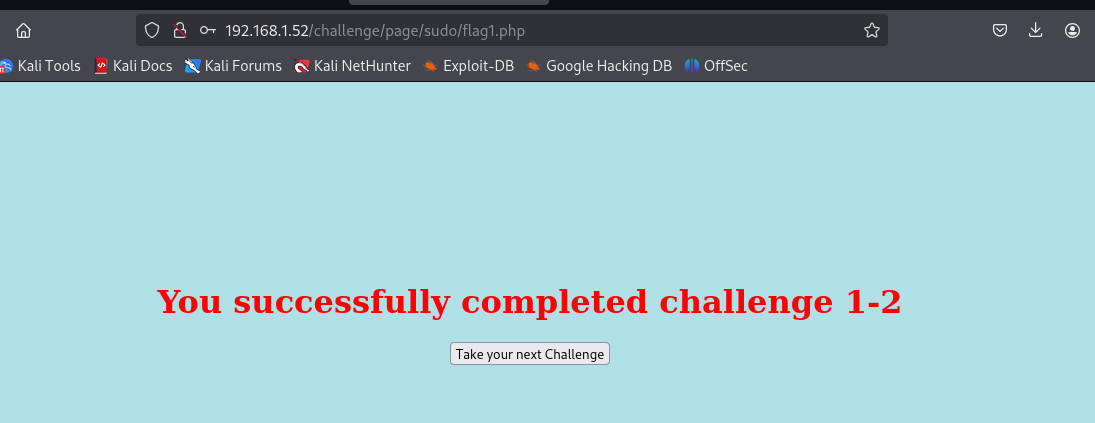 192.168.1.52/challenge/page/sudo/flag1.php
Kali Tools Kali Docs Kali Forums Kali NetHunter Exploit-DB Google Hacking DB OffSec
You successfully completed challenge 1-2
Take your next Challenge